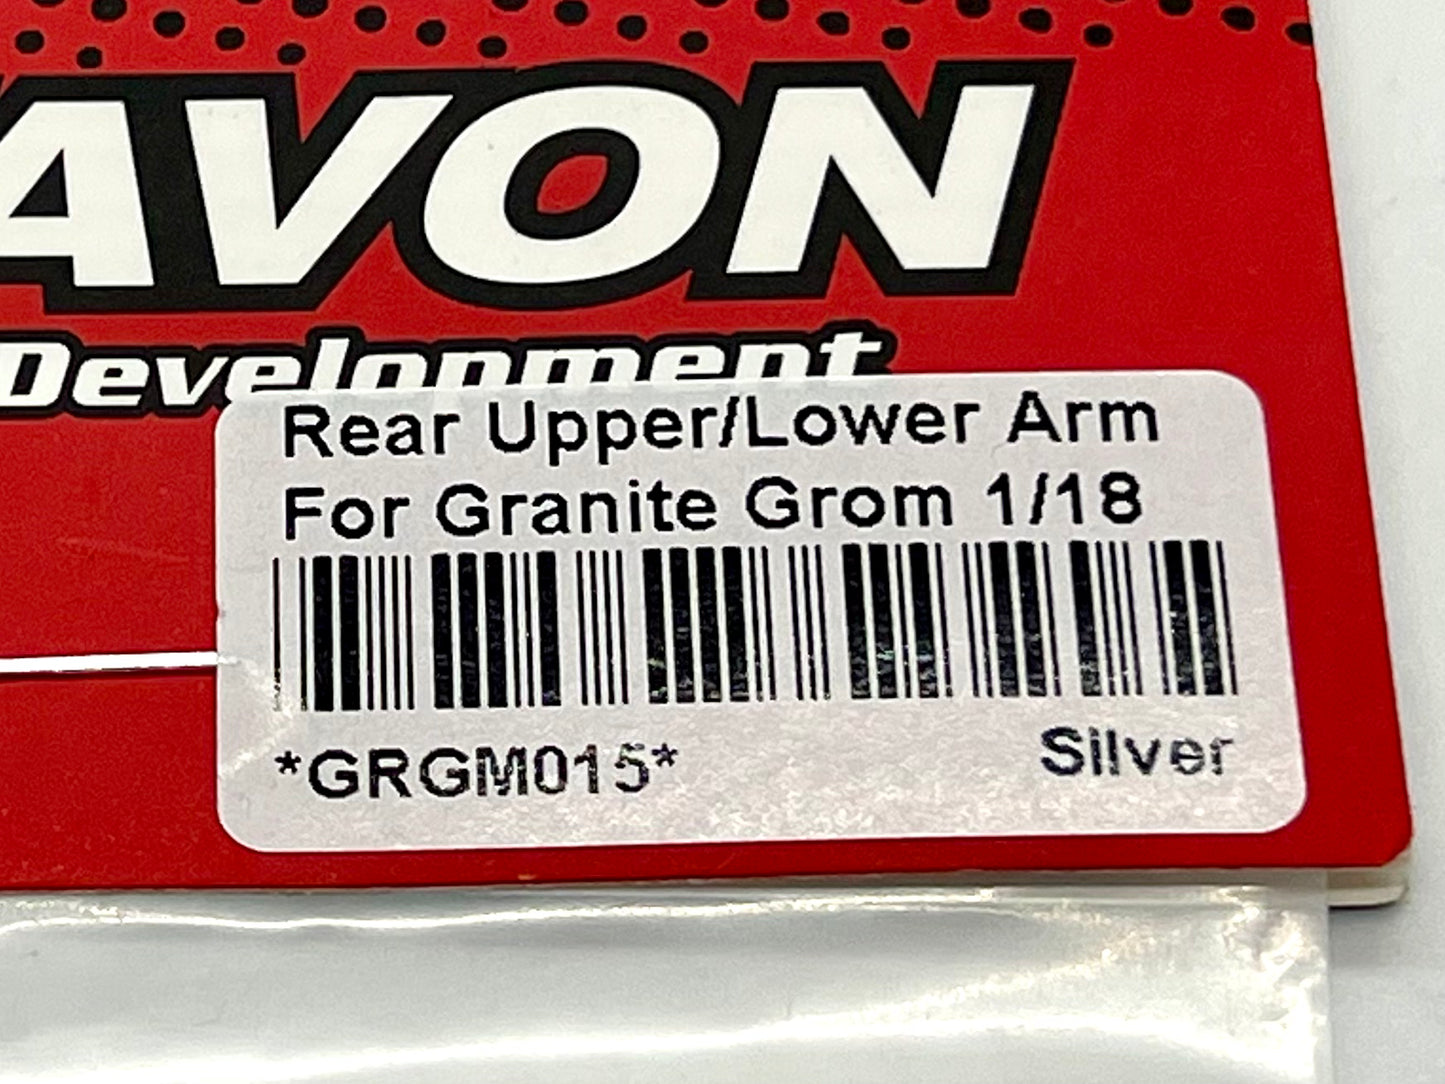 AVON
Development
Rear Upper/Lower Arm
For Granite Grom 1/18
*GRGM015*
Silver